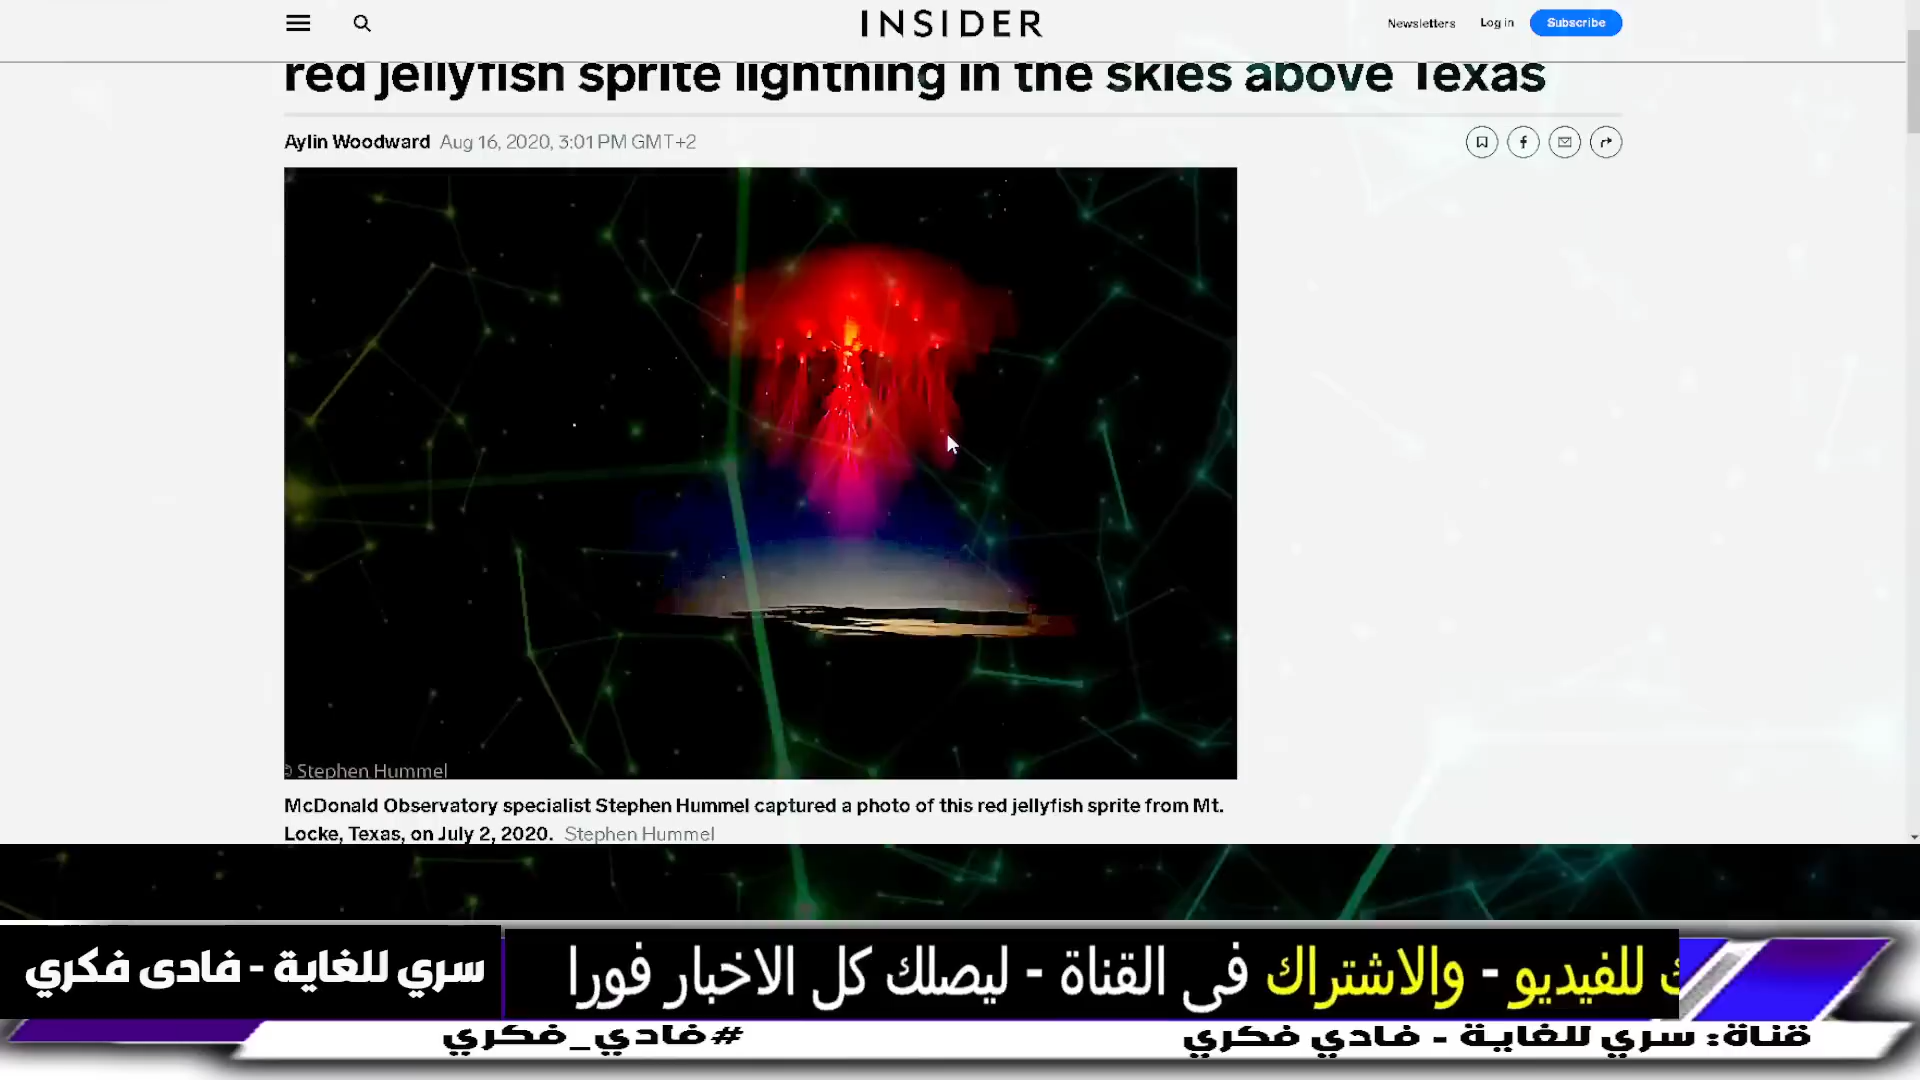 INSIDER
Newsletters
Log in
Subscribe
red jellyfish sprite lightning in the skies above Texas
Aylin Woodward Aug 16, 2020, 3:01 PM GMT+2
© Stephen Hummel
McDonald Observatory specialist Stephen Hummel captured a photo of this red jellyfish sprite from Mt.
Locke, Texas, on July 2, 2020. Stephen Hummel
سري للغاية - فادى فكري
للفيديو - والاشتراك فى القناة - ليصلك كل الاخبار فورا
قناة: سري للغاية - فادي فكري
#فادي_فكري